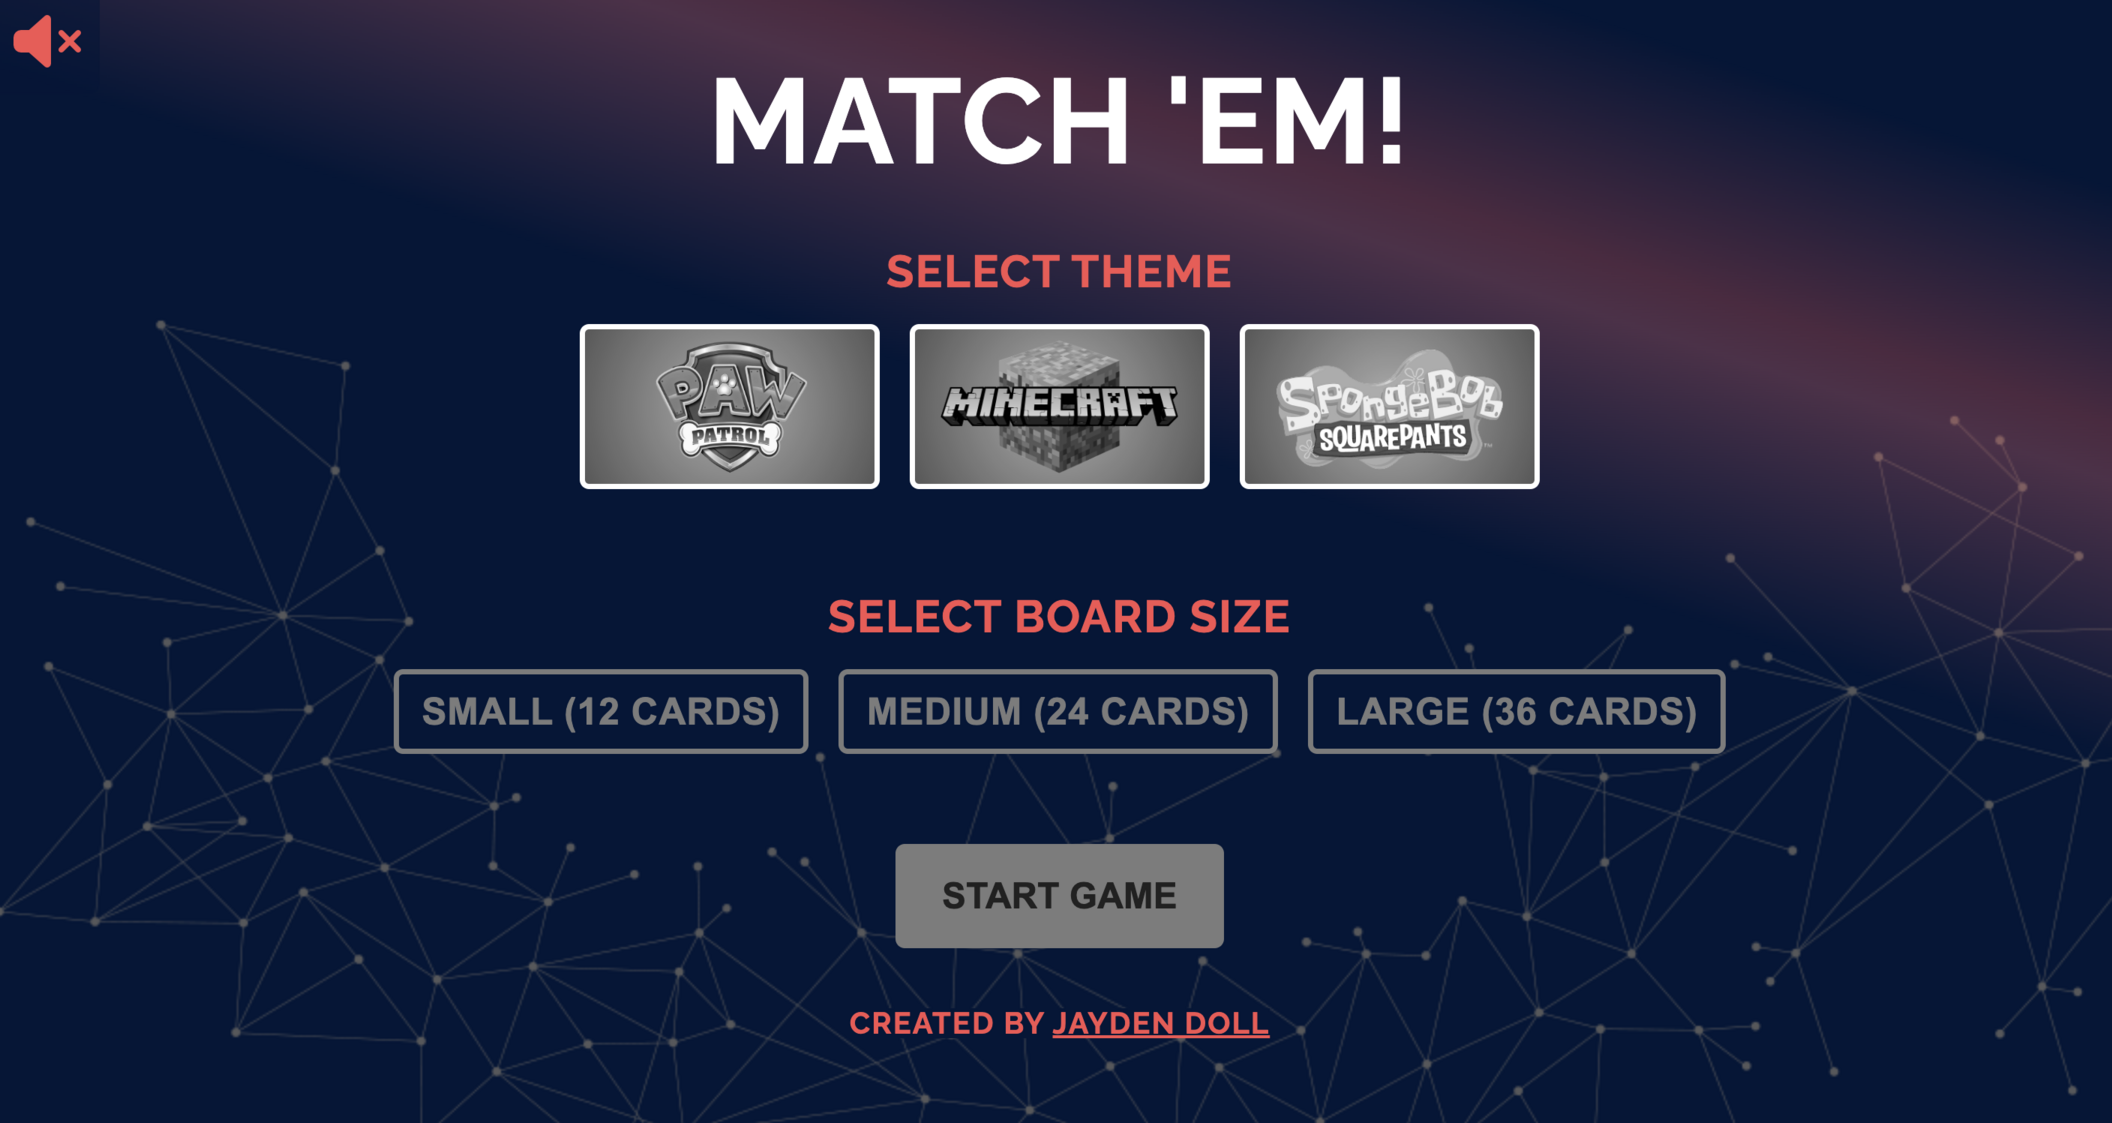 MATCH 'EM!
SELECT THEME
PAW
PATROL
MINECRAFT
SPONGEBOB
SQUAREPANTS™
SELECT BOARD SIZE
SMALL (12 CARDS)
MEDIUM (24 CARDS)
LARGE (36 CARDS)
START GAME
CREATED BY JAYDEN DOLL